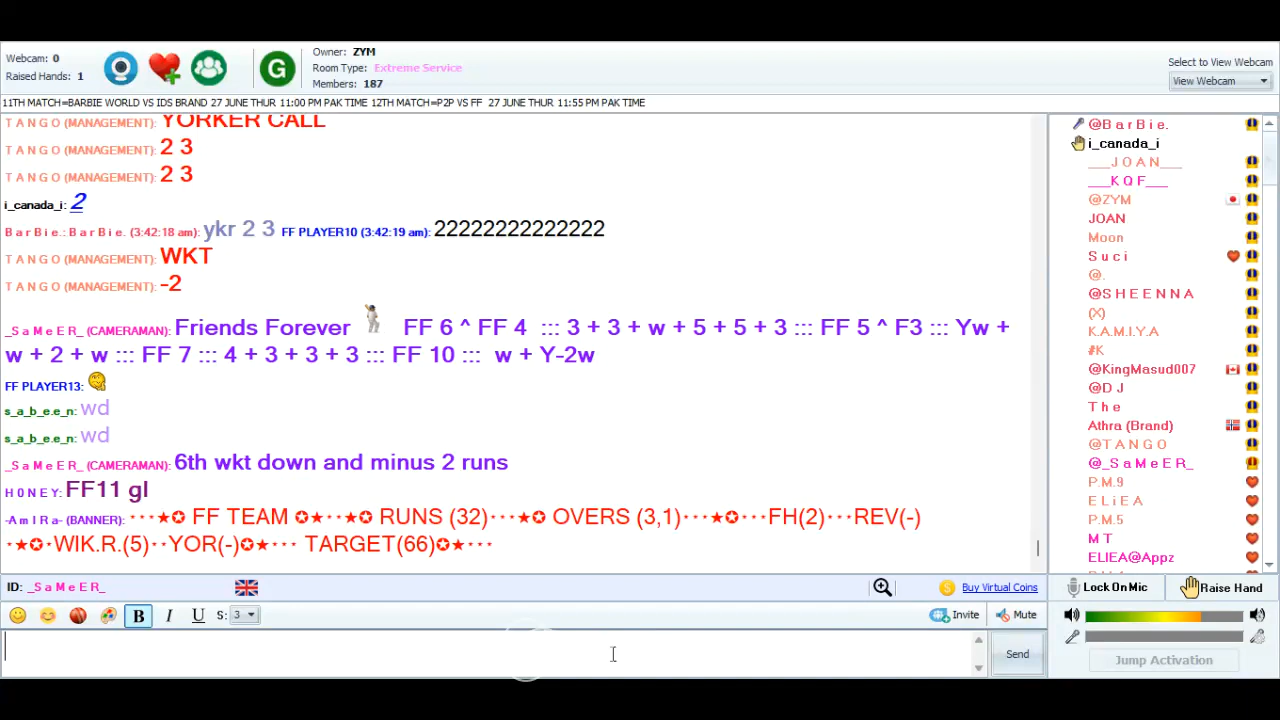 Webcam: 0
Raised Hands: 1
G
Owner: ZYM
Room Type: Extreme Service
Members: 187
Select to View Webcam
View Webcam
11TH MATCH=BARBIE WORLD VS IDS BRAND 27 JUNE THUR 11:00 PM PAK TIME 12TH MATCH=P2P VS FF 27 JUNE THUR 11:55 PM PAK TIME
T A N G O (MANAGEMENT): YORKER CALL
T A N G O (MANAGEMENT): 2 3
T A N G O (MANAGEMENT): 2 3
i_canada_i: 2
B a r B i e.: B a r B i e. (3:42:18 am): ykr 2 3 FF PLAYER10 (3:42:19 am): 22222222222222
T A N G O (MANAGEMENT): WKT
T A N G O (MANAGEMENT): -2
_S a M e E R_ (CAMERAMAN): Friends Forever FF 6 ^ FF 4 ::: 3 + 3 + w + 5 + 5 + 3 ::: FF 5 ^ F3 ::: Yw +
w + 2 + w ::: FF 7 ::: 4 + 3 + 3 + 3 ::: FF 10 ::: w + Y-2w
FF PLAYER13:
s_a_b_e.e_n: wd
s_a_b_e.e_n: wd
_S a M e E R_ (CAMERAMAN): 6th wkt down and minus 2 runs
H 0 N E Y: FF11 gl
-A m I R a- (BANNER): ···★✪ FF TEAM ✪★··★✪ RUNS (32)···★✪ OVERS (3,1)···★✪···FH(2)···REV(-)
·★✪·WIK.R.(5)··YOR(-)✪★··· TARGET(66)✪★···
@B a r B i e.
i_canada_i
___J O A N___
___K Q F___
@ZYM
JOAN
Moon
S u c i
@.
@S H E E N N A
(X)
K.A.M.I.Y.A
#K
@KingMasud007
@D J
T h e
Athra (Brand)
@T A N G O
@_S a M e E R_
P.M.9
E L i E A
P.M.5
M T
ELIEA@Appz
ID: _S a M e E R_
Buy Virtual Coins
Lock On Mic
Raise Hand
B I U S: 3
Invite
Mute
Send
Jump Activation